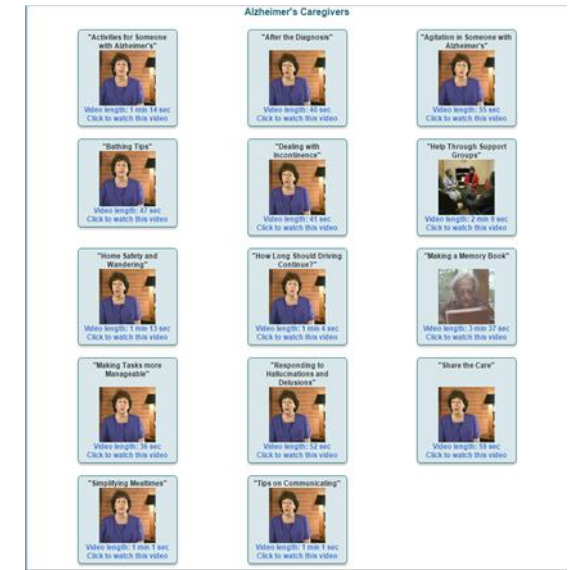 Alzheimer's Caregivers
"Activities for Someone
with Alzheimer's"
Video length: 1 min 14 sec
Click to watch this video
"After the Diagnosis"
Video length: 40 sec
Click to watch this video
"Agitation in Someone with
Alzheimer's"
Video length: 55 sec
Click to watch this video
"Bathing Tips"
Video length: 47 sec
Click to watch this video
"Dealing with
Incontinence"
Video length: 41 sec
Click to watch this video
"Help Through Support
Groups"
Video length: 2 min 9 sec
Click to watch this video
"Home Safety and
Wandering"
Video length: 1 min 13 sec
Click to watch this video
"How Long Should Driving
Continue?"
Video length: 1 min 4 sec
Click to watch this video
"Making a Memory Book"
Video length: 3 min 37 sec
Click to watch this video
"Making Tasks more
Manageable"
Video length: 36 sec
Click to watch this video
"Responding to
Hallucinations and
Delusions"
Video length: 52 sec
Click to watch this video
"Share the Care"
Video length: 59 sec
Click to watch this video
"Simplifying Mealtimes"
Video length: 1 min 1 sec
Click to watch this video
"Tips on Communicating"
Video length: 1 min 1 sec
Click to watch this video